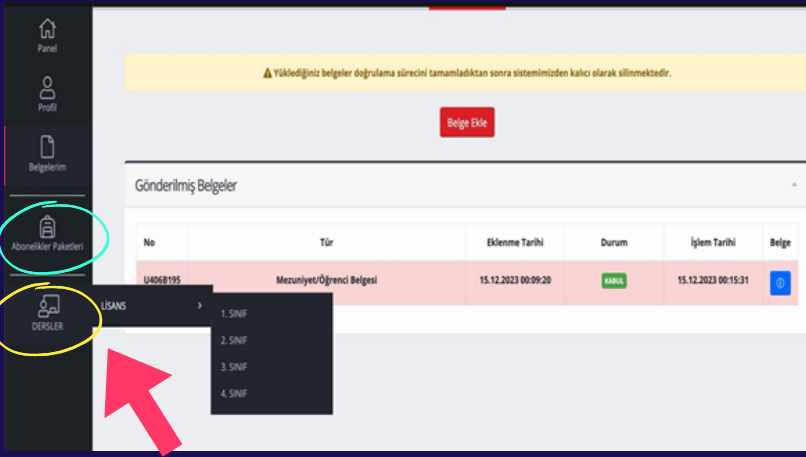 Panel
Profil
Belgelerim
Abonelikler Paketleri
DERSLER
LİSANS
1. SINIF
2. SINIF
3. SINIF
4. SINIF
Yüklediğiniz belgeler doğrulama sürecini tamamladıktan sonra sistemimizden kalıcı olarak silinmektedir.
Belge Ekle
Gönderilmiş Belgeler
No Tür Eklenme Tarihi Durum İşlem Tarihi Belge
U406B195 Mezuniyet/Öğrenci Belgesi 15.12.2023 00:09:20 KABUL 15.12.2023 00:15:31